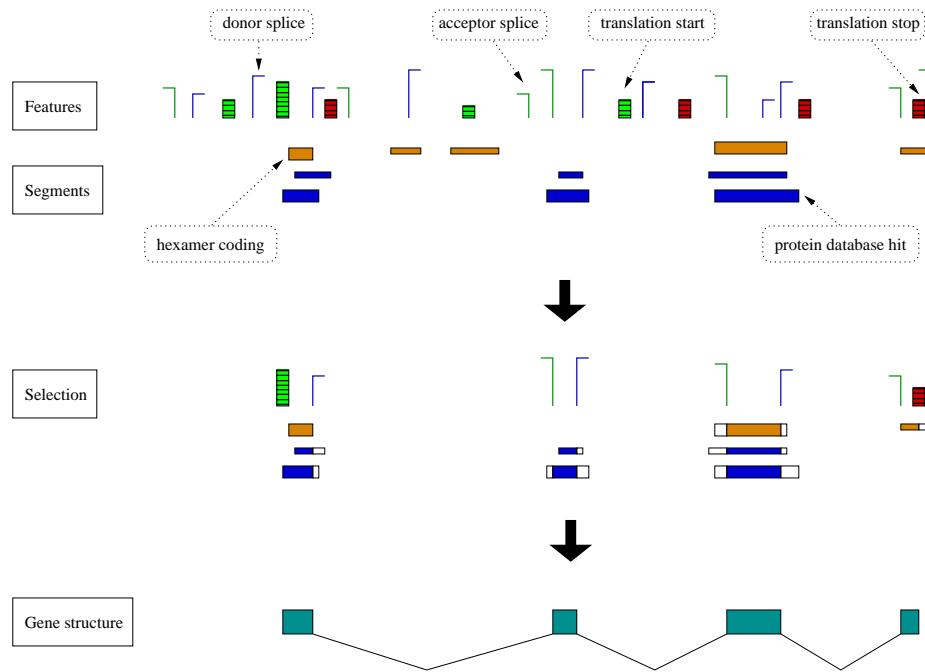 donor splice
acceptor splice
translation start
translation stop
Features
Segments
hexamer coding
protein database hit
Selection
Gene structure